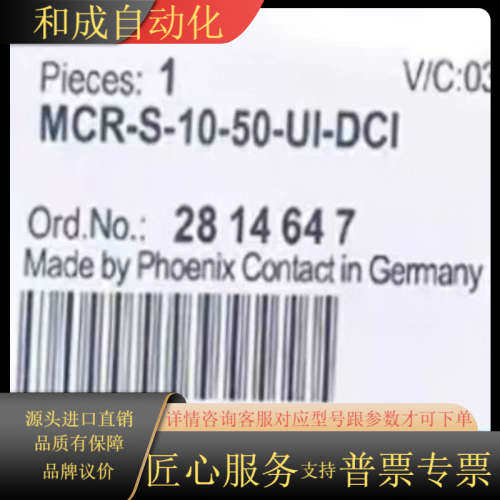 和成自动化
Pieces: 1
V/C:03
MCR-S-10-50-UI-DCI
Ord.No.: 28 14 64 7
Made by Phoenix Contact in Germany
源头进口直销
详情咨询客服对应型号跟参数才可下单
品质有保障
品牌议价
匠心服务支持普票专票